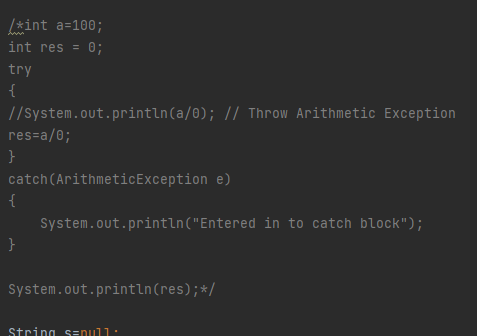 /*int a=100;
int res = 0;
try
{
//System.out.println(a/0); // Throw Arithmetic Exception
res=a/0;
}
catch(ArithmeticException e)
{
    System.out.println("Entered in to catch block");
}

System.out.println(res);*/

String s=null;